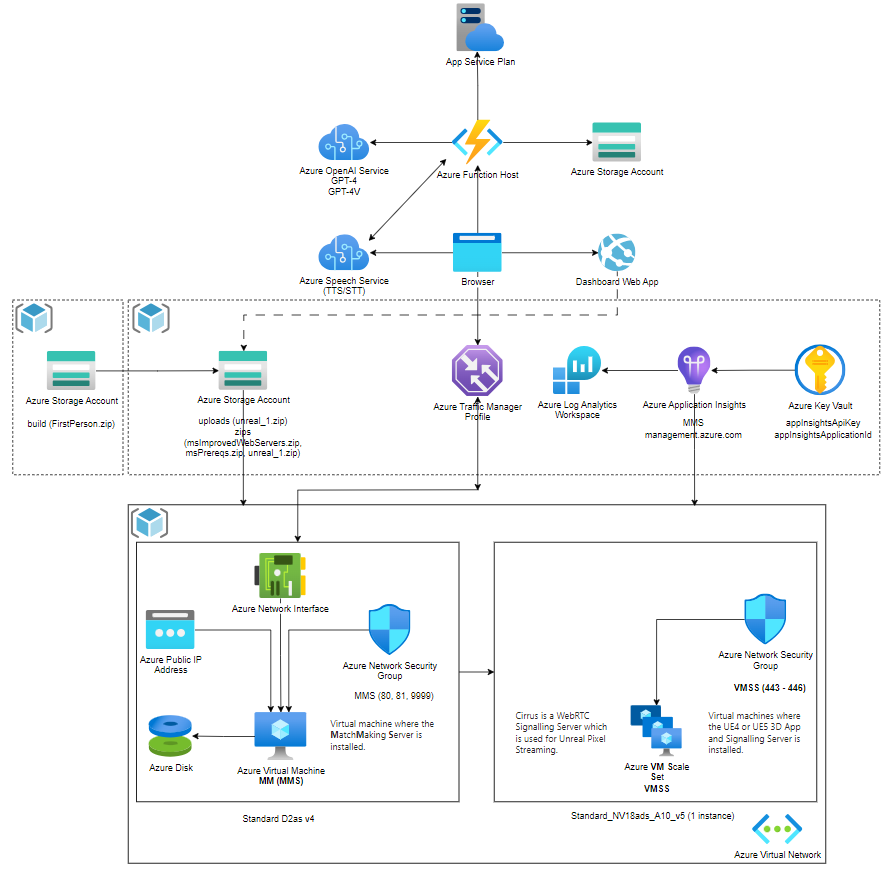 App Service Plan
Azure OpenAI Service
GPT-4
GPT-4V
Azure Function Host
Azure Storage Account
Azure Speech Service
(TTS/STT)
Browser
Dashboard Web App
Azure Storage Account
build (FirstPerson.zip)
Azure Storage Account
uploads (unreal_1.zip)
zips
(msImprovedWebServers.zip,
msPrereqs.zip, unreal_1.zip)
Azure Traffic Manager
Profile
Azure Log Analytics
Workspace
Azure Application Insights
MMS
management.azure.com
Azure Key Vault
appInsightsApiKey
appInsightsApplicationId
Azure Network Interface
Azure Public IP
Address
Azure Network Security
Group
MMS (80, 81, 9999)
Virtual machine where the
MatchMaking Server is
installed.
Azure Disk
Azure Virtual Machine
MM (MMS)
Standard D2as v4
Azure Network Security
Group
VMSS (443 - 446)
Cirrus is a WebRTC
Signalling Server which
is used for Unreal Pixel
Streaming.
Virtual machines where
the UE4 or UE5 3D App
and Signalling Server is
installed.
Azure VM Scale
Set
VMSS
Standard_NV18ads_A10_v5 (1 instance)
Azure Virtual Network